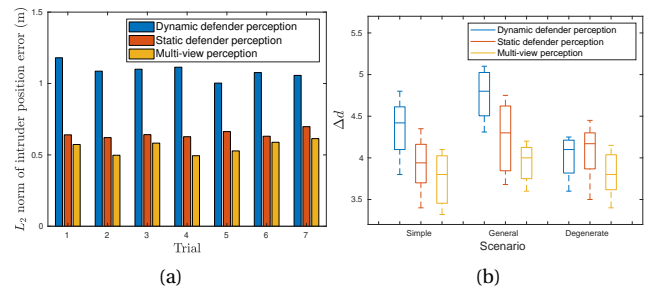 L₂ norm of intruder position error (m)
1.5
1
0.5
0
Dynamic defender perception
Static defender perception
Multi-view perception
1 2 3 4 5 6 7
Trial
(a)
Δd
5
4.5
4
3.5
Dynamic defender perception
Static defender perception
Multi-view perception
Simple General Degenerate
Scenario
(b)